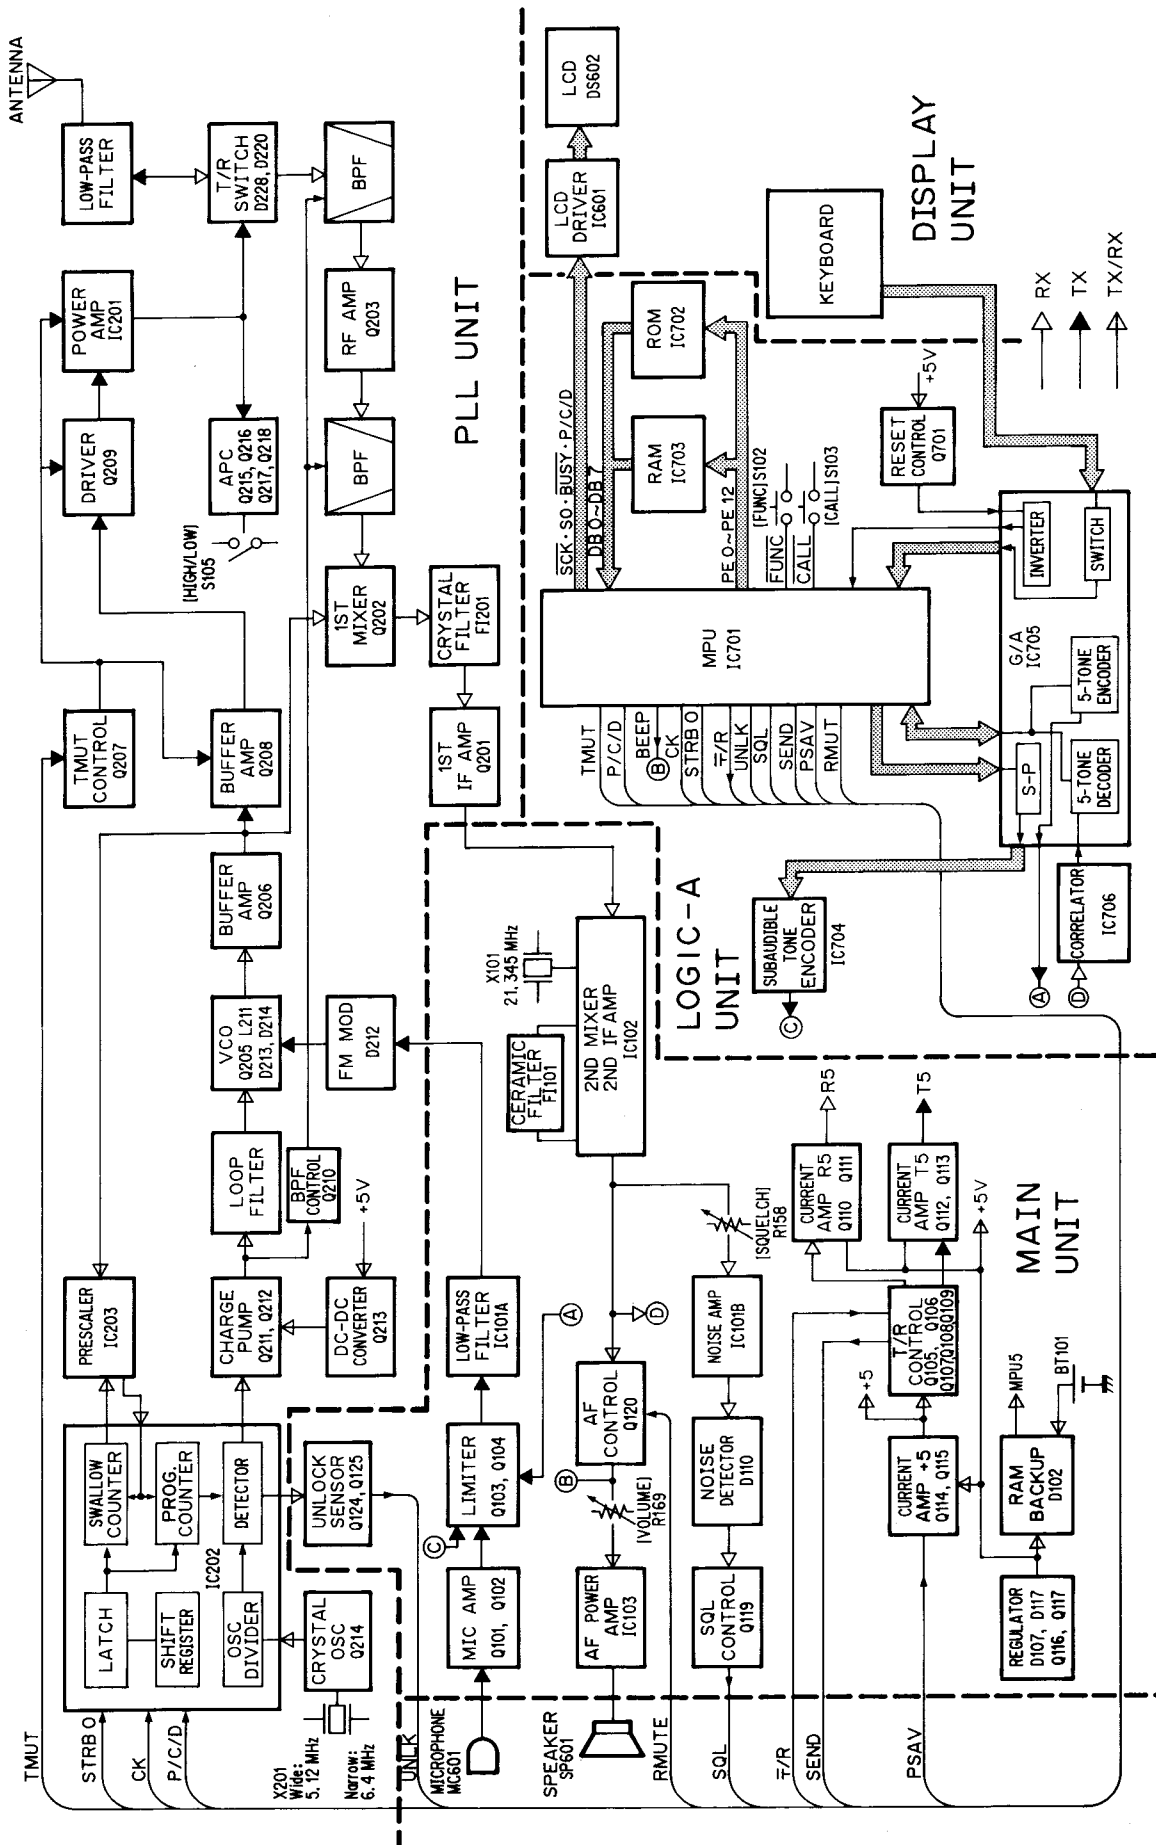 ANTENNA
LOW-PASS
FILTER
T/R
SWITCH
D228, D220
BPF
POWER
AMP
IC201
RF AMP
Q203
DRIVER
Q209
APC
Q215, Q216
Q217, Q218
[HIGH/LOW]
S105
BPF
1ST
MIXER
Q202
CRYSTAL
FILTER
FI201
1ST
IF AMP
Q201
TMUT
CONTROL
Q207
BUFFER
AMP
Q208
BUFFER
AMP
Q206
VCO
Q205 L211
D213, D214
FM MOD
D212
LOOP
FILTER
BPF
CONTROL
Q210
+5V
PRESCALER
IC203
CHARGE
PUMP
Q211, Q212
DC-DC
CONVERTER
Q213
SWALLOW
COUNTER
PROG.
COUNTER
DETECTOR
IC202
LATCH
SHIFT
REGISTER
OSC
DIVIDER
UNLOCK
SENSOR
Q124, Q125
CRYSTAL
OSC
Q214
X201
Wide:
5.12 MHz
Narrow:
6.4 MHz
TMUT
STRBO
CK
P/C/D
UNLK
PLL UNIT
MICROPHONE
MC601
MIC AMP
Q101, Q102
C
LIMITER
Q103, Q104
A
LOW-PASS
FILTER
IC101A
SPEAKER
SP601
AF POWER
AMP
IC103
[VOLUME]
R169
B
AF
CONTROL
Q120
D
RMUTE
SQL
SQL
CONTROL
Q119
NOISE
DETECTOR
D110
NOISE AMP
IC101B
[SQUELCH]
R158
2ND MIXER
2ND IF AMP
IC102
CERAMIC
FILTER
FI101
X101
21.345 MHz
T/R
SEND
PSAV
T/R
CONTROL
Q105, Q106
Q107, Q108, Q109
+5
CURRENT
AMP +5
Q114, Q115
CURRENT
AMP R5
Q110 Q111
R5
CURRENT
AMP T5
Q112, Q113
T5
+5V
REGULATOR
D107, D117
Q116, Q117
RAM
BACKUP
D102
MPU5
BT101
MAIN
UNIT
LOGIC-A
UNIT
SUBAUDIBLE
TONE
ENCODER
IC704
C
MPU
IC701
TMUT
P/C/D
BEEP
B
CK
STRBO
T/R
UNLK
SQL
SEND
PSAV
RMUT
SCK·SO·BUSY·P/C/D
DB0~DB7
PE0~PE12
FUNC
CALL
[FUNC] S102
[CALL] S103
RAM
IC703
ROM
IC702
LCD
DRIVER
IC601
LCD
DS602
KEYBOARD
DISPLAY
UNIT
RESET
CONTROL
Q701
+5V
G/A
IC705
INVERTER
SWITCH
S-P
5-TONE
ENCODER
5-TONE
DECODER
CORRELATOR
IC706
A
D
RX
TX
TX/RX